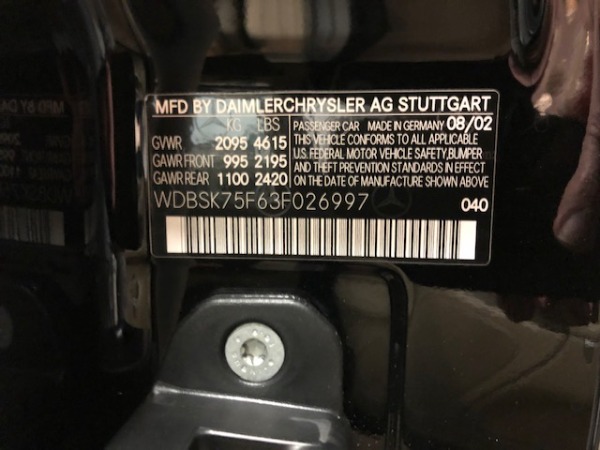 MFD BY DAIMLERCHRYSLER AG STUTTGART
KG LBS
GVWR 2095 4615
GAWR FRONT 995 2195
GAWR REAR 1100 2420
PASSENGER CAR MADE IN GERMANY 08/02
THIS VEHICLE CONFORMS TO ALL APPLICABLE
U.S. FEDERAL MOTOR VEHICLE SAFETY, BUMPER
AND THEFT PREVENTION STANDARDS IN EFFECT
ON THE DATE OF MANUFACTURE SHOWN ABOVE
WDBSK75F63F026997 040